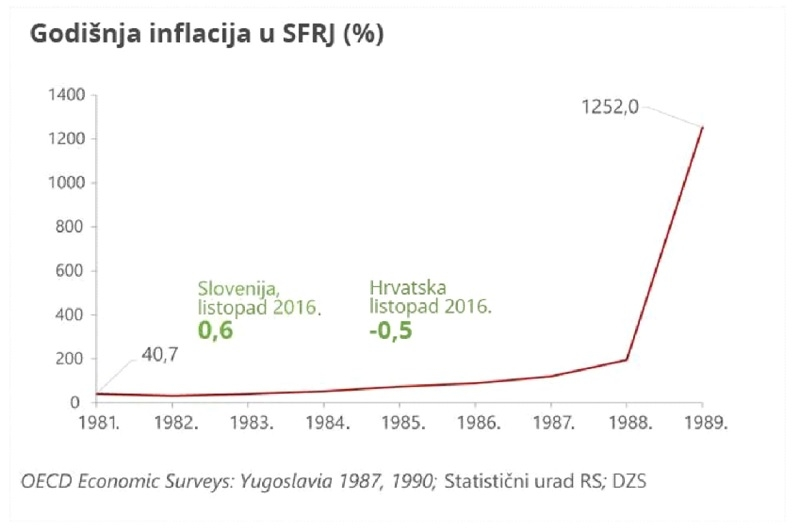 Godišnja inflacija u SFRJ (%)
1400
1200
1000
800
600
400
200
0
1252,0
Slovenija,
listopad 2016.
0,6
Hrvatska
listopad 2016.
-0,5
40,7
1981. 1982. 1983. 1984. 1985. 1986. 1987. 1988. 1989.
OECD Economic Surveys: Yugoslavia 1987, 1990; Statistični urad RS; DZS